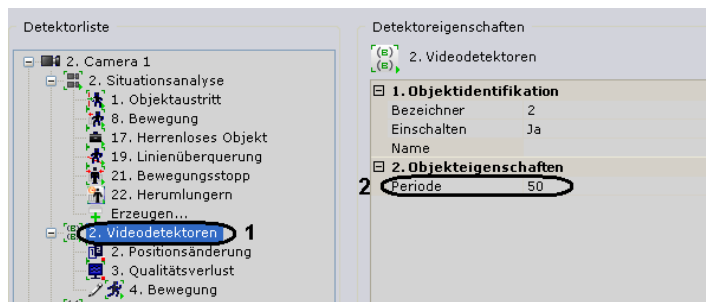 Detektorliste
2. Camera 1
2. Situationsanalyse
1. Objektaustritt
8. Bewegung
17. Herrenloses Objekt
19. Linienüberquerung
21. Bewegungsstopp
22. Herumlungern
Erzeugen...
2. Videodetektoren 1
2. Positionsänderung
3. Qualitätsverlust
4. Bewegung
Detektoreigenschaften
2. Videodetektoren
1. Objektidentifikation
Bezeichner 2
Einschalten Ja
Name
2. Objekteigenschaften
2 Periode 50